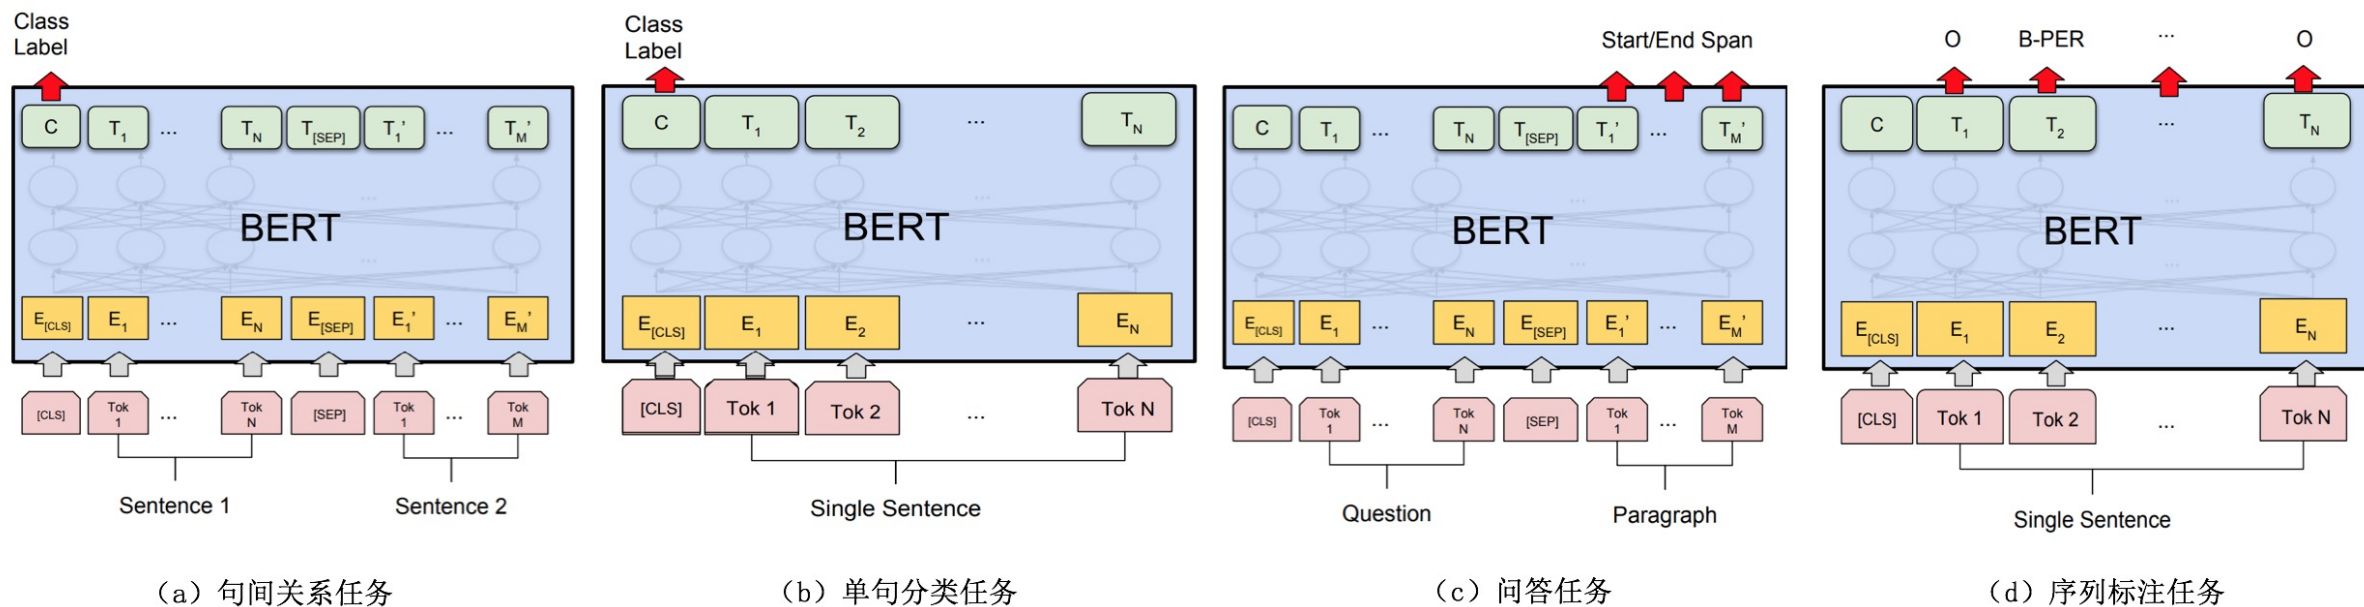 Class
Label
C T1 ... TN T[SEP] T1' ... TM'
...
BERT
...
E[CLS] E1 ... EN E[SEP] E1' ... EM'
[CLS] Tok 1 ... Tok N [SEP] Tok 1 ... Tok M
Sentence 1 Sentence 2
(a) 句间关系任务
Class
Label
C T1 T2 ... TN
...
BERT
...
E[CLS] E1 E2 ... EN
[CLS] Tok 1 Tok 2 ... Tok N
Single Sentence
(b) 单句分类任务
Start/End Span
C T1 ... TN T[SEP] T1' ... TM'
...
BERT
...
E[CLS] E1 ... EN E[SEP] E1' ... EM'
[CLS] Tok 1 ... Tok N [SEP] Tok 1 ... Tok M
Question Paragraph
(c) 问答任务
O B-PER ... O
C T1 T2 ... TN
...
BERT
...
E[CLS] E1 E2 ... EN
[CLS] Tok 1 Tok 2 ... Tok N
Single Sentence
(d) 序列标注任务